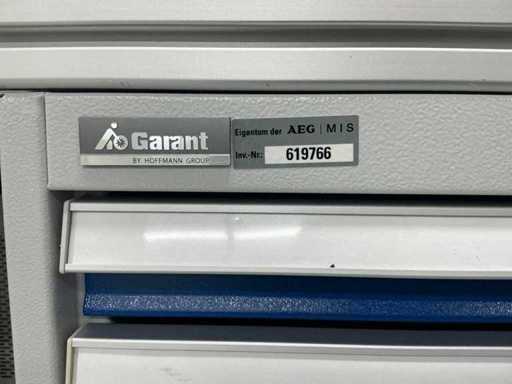 Garant
BY HOFFMANN GROUP
Eigentum der AEG | MIS
Inv.-Nr.: 619766